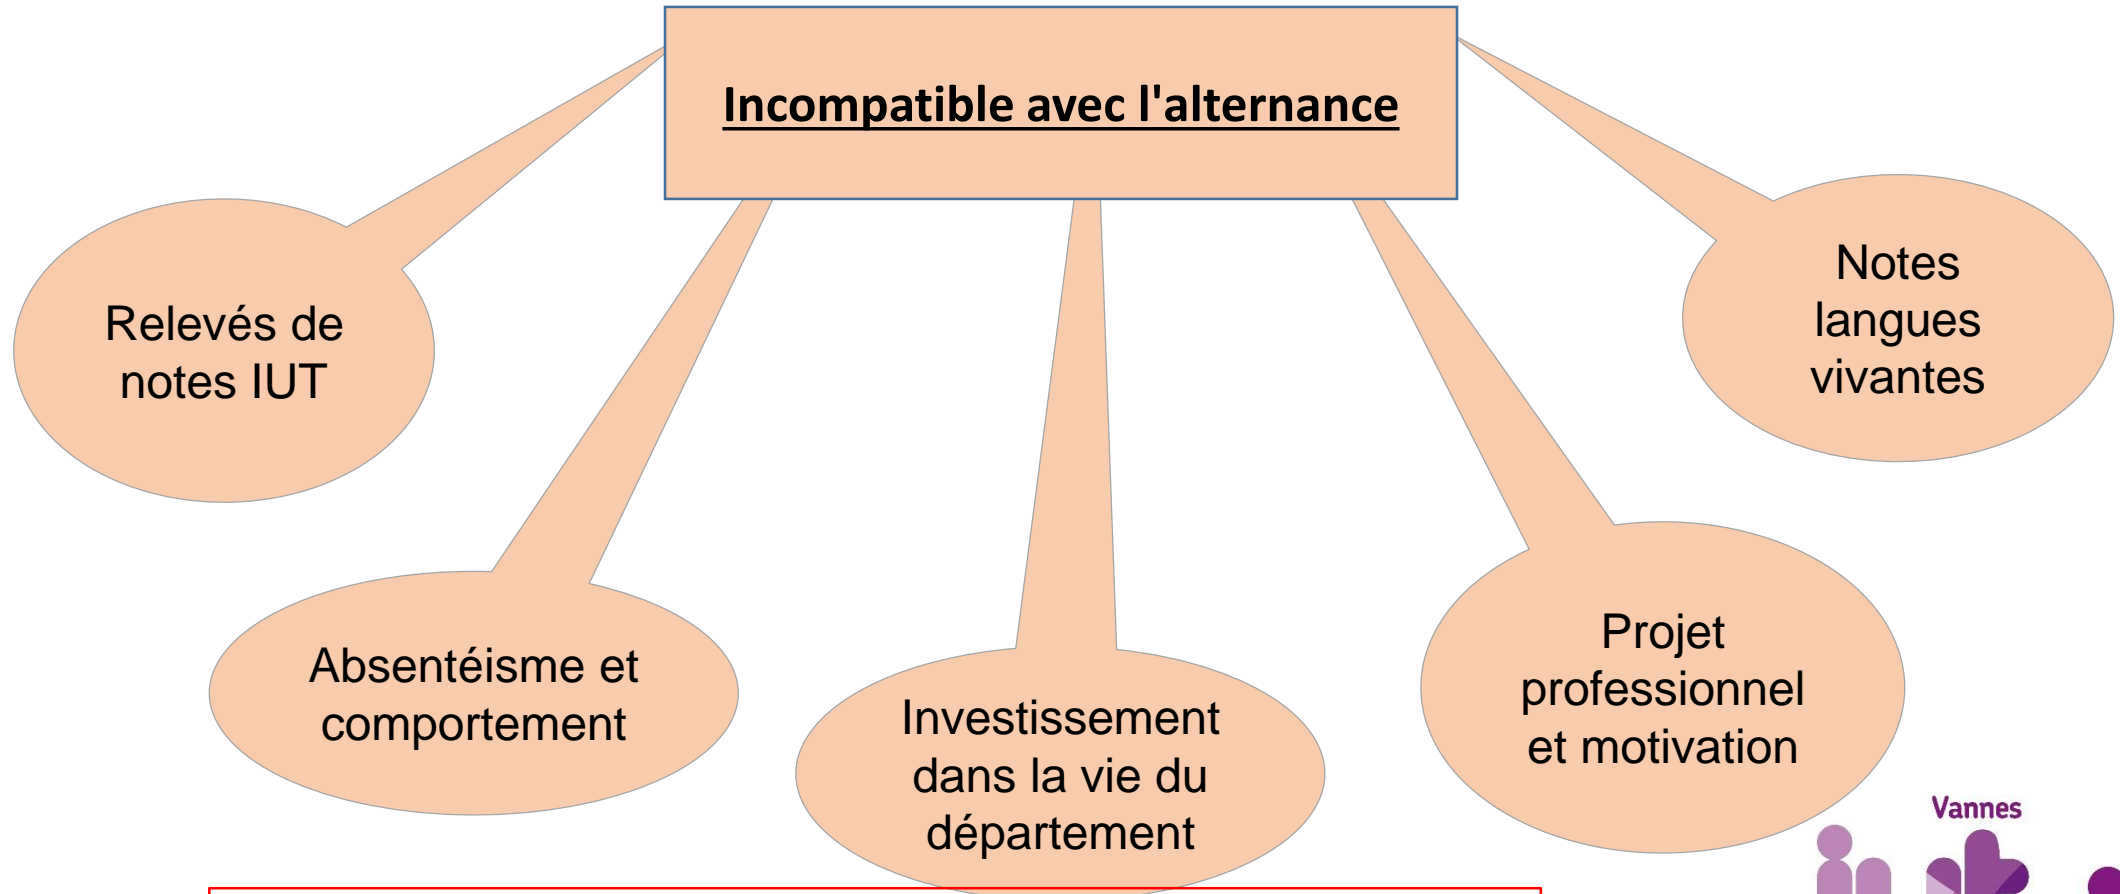 Incompatible avec l'alternance
Relevés de
notes IUT
Notes
langues
vivantes
Absentéisme et
comportement
Investissement
dans la vie du
département
Projet
professionnel
et motivation
Vannes